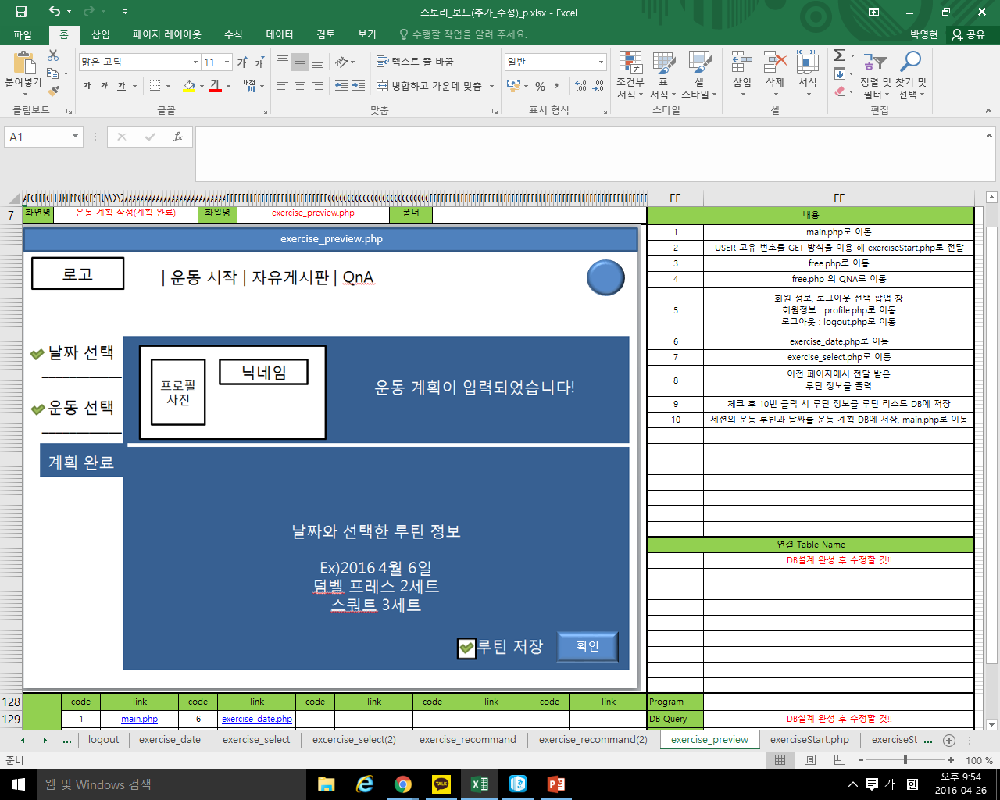 스토리_보드(추가_수정)_p.xlsx - Excel
파일 홈 삽입 페이지 레이아웃 수식 데이터 검토 보기 수행할 작업을 알려 주세요. 박영현 공유
붙여넣기
맑은 고딕 11 가 가
가 가 가 가 내천
텍스트 줄 바꿈
병합하고 가운데 맞춤
일반
% ,
조건부 서식
표 서식
셀 스타일
삽입 삭제 서식
정렬 및 필터
찾기 및 선택
클립보드 글꼴 맞춤 표시 형식 스타일 셀 편집
A1 fx
FE FF
7 화면명 운동 계획 작성(계획 완료) 화일명 exercise_preview.php 폴더 내용
exercise_preview.php
로고 | 운동 시작 | 자유게시판 | QnA
날짜 선택
운동 선택
계획 완료
프로필
사진
닉네임
운동 계획이 입력되었습니다!
날짜와 선택한 루틴 정보
Ex)2016 4월 6일
덤벨 프레스 2세트
스쿼트 3세트
루틴 저장 확인
1 main.php로 이동
2 USER 고유 번호를 GET 방식을 이용 해 exerciseStart.php로 전달
3 free.php로 이동
4 free.php 의 QNA로 이동
5 회원 정보, 로그아웃 선택 팝업 창
회원정보 : profile.php로 이동
로그아웃 : logout.php로 이동
6 exercise_date.php로 이동
7 exercise_select.php로 이동
8 이전 페이지에서 전달 받은
루틴 정보를 출력
9 체크 후 10번 클릭 시 루틴 정보를 루틴 리스트 DB에 저장
10 세션의 운동 루틴과 날짜를 운동 계획 DB에 저장, main.php로 이동
연결 Table Name
DB설계 완성 후 수정할 것!!
128 code link code link code link code link code link Program
129 1 main.php 6 exercise_date.php DB Query DB설계 완성 후 수정할 것!!
... logout exercise_date exercise_select excercise_select(2) exercise_recommand exercise_recommand(2) exercise_preview exerciseStart.php exerciseSt ...
준비 100 %
웹 및 Windows 검색
TALK
가 한
오후 9:54
2016-04-26